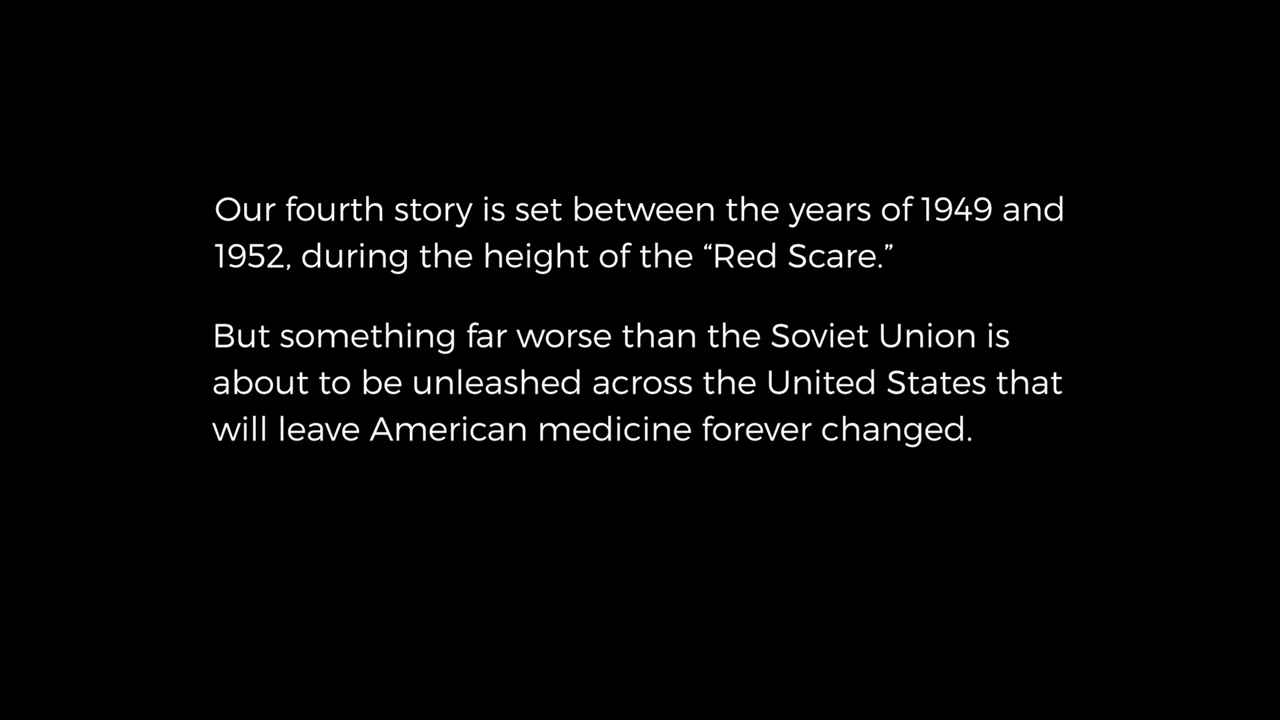 Our fourth story is set between the years of 1949 and
1952, during the height of the “Red Scare.”
But something far worse than the Soviet Union is
about to be unleashed across the United States that
will leave American medicine forever changed.